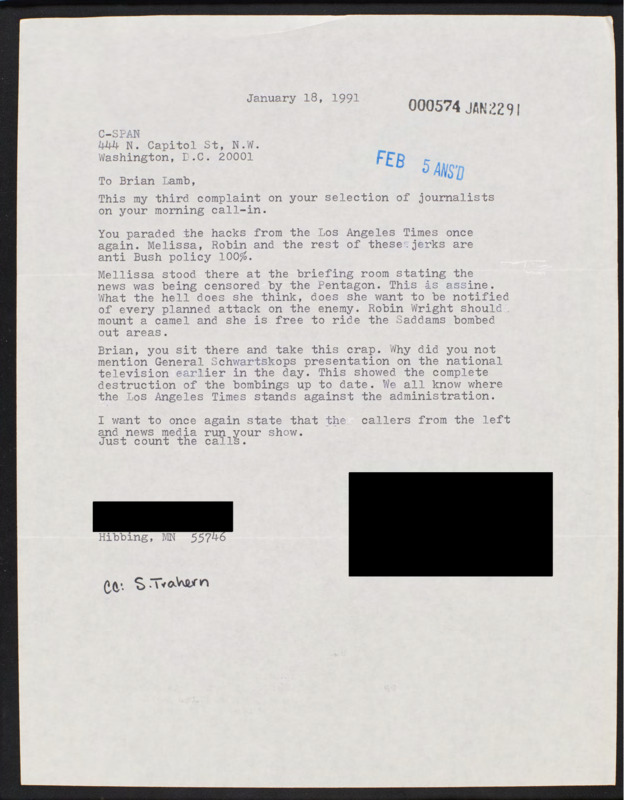 January 18, 1991
000574 JAN2291
C-SPAN
444 N. Capitol St, N.W.
Washington, D.C. 20001
FEB 5 ANS'D
To Brian Lamb,
This my third complaint on your selection of journalists
on your morning call-in.
You paraded the hacks from the Los Angeles Times once
again. Melissa, Robin and the rest of these jerks are
anti Bush policy 100%.
Mellissa stood there at the briefing room stating the
news was being censored by the Pentagon. This is assine.
What the hell does she think, does she want to be notified
of every planned attack on the enemy. Robin Wright should
mount a camel and she is free to ride the Saddams bombed
out areas.
Brian, you sit there and take this crap. Why did you not
mention General Schwartskops presentation on the national
television earlier in the day. This showed the complete
destruction of the bombings up to date. We all know where
the Los Angeles Times stands against the administration.
I want to once again state that the callers from the left
and news media run your show.
Just count the calls.
Hibbing, MN 55746
cc: S. Trahern